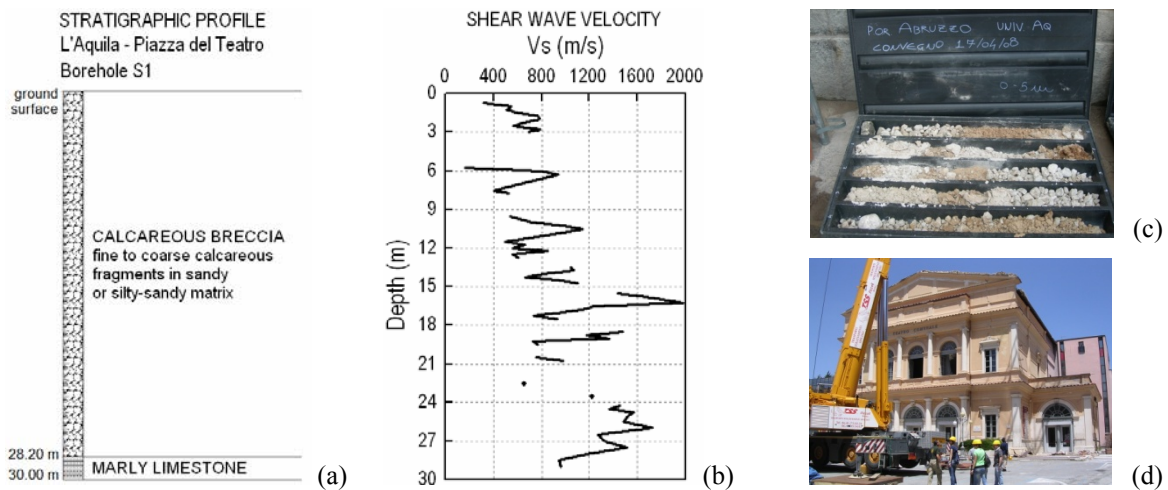 STRATIGRAPHIC PROFILE
L'Aquila - Piazza del Teatro
Borehole S1
ground
surface
CALCAREOUS BRECCIA
fine to coarse calcareous
fragments in sandy
or silty-sandy matrix
28.20 m
MARLY LIMESTONE
30.00 m
(a)
SHEAR WAVE VELOCITY
Vs (m/s)
0 400 800 1200 1600 2000
Depth (m)
0
3
6
9
12
15
18
21
24
27
30
(b)
POR ABRUZZO UNIV AQ
CONVEGNO 17/04/08
0-5m
(c)
(d)